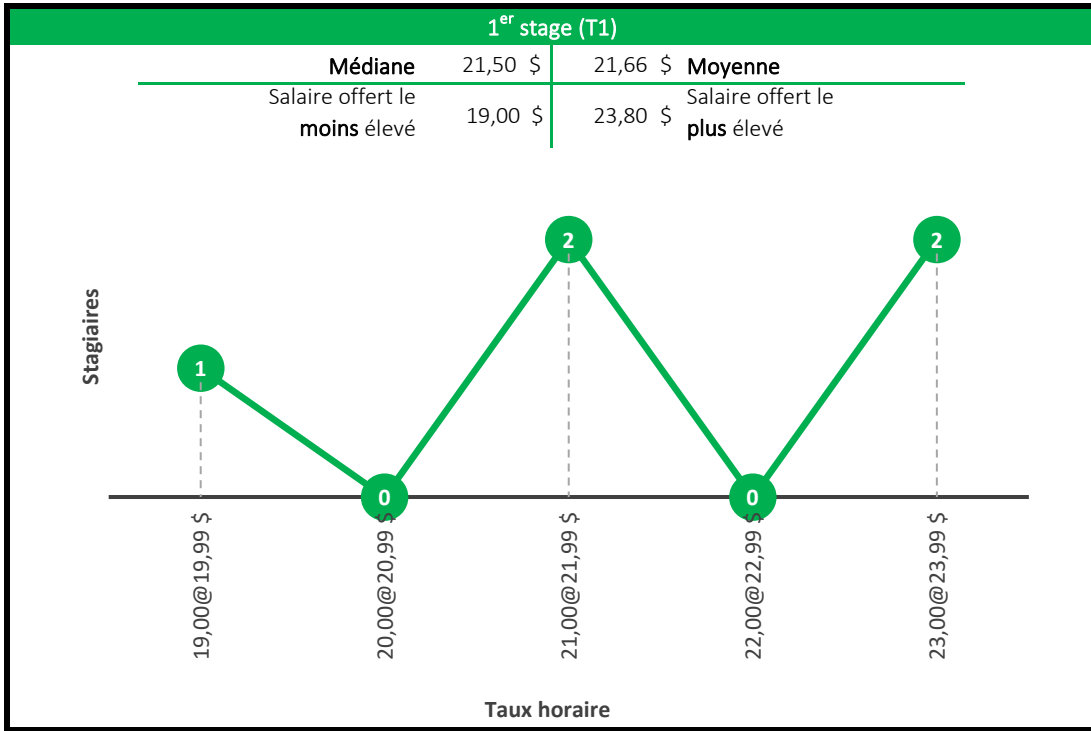 1er stage (T1)
Médiane 21,50 $ 21,66 $ Moyenne
Salaire offert le moins élevé 19,00 $ 23,80 $ Salaire offert le plus élevé
Stagiaires
1
0
2
0
2
19,00@19,99 $
20,00@20,99 $
21,00@21,99 $
22,00@22,99 $
23,00@23,99 $
Taux horaire